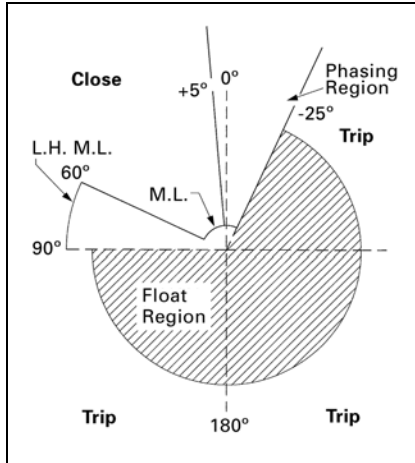 Close
0°
+5°
Phasing
Region
-25°
Trip
L.H. M.L.
60°
M.L.
90°
Float
Region
Trip
180°
Trip